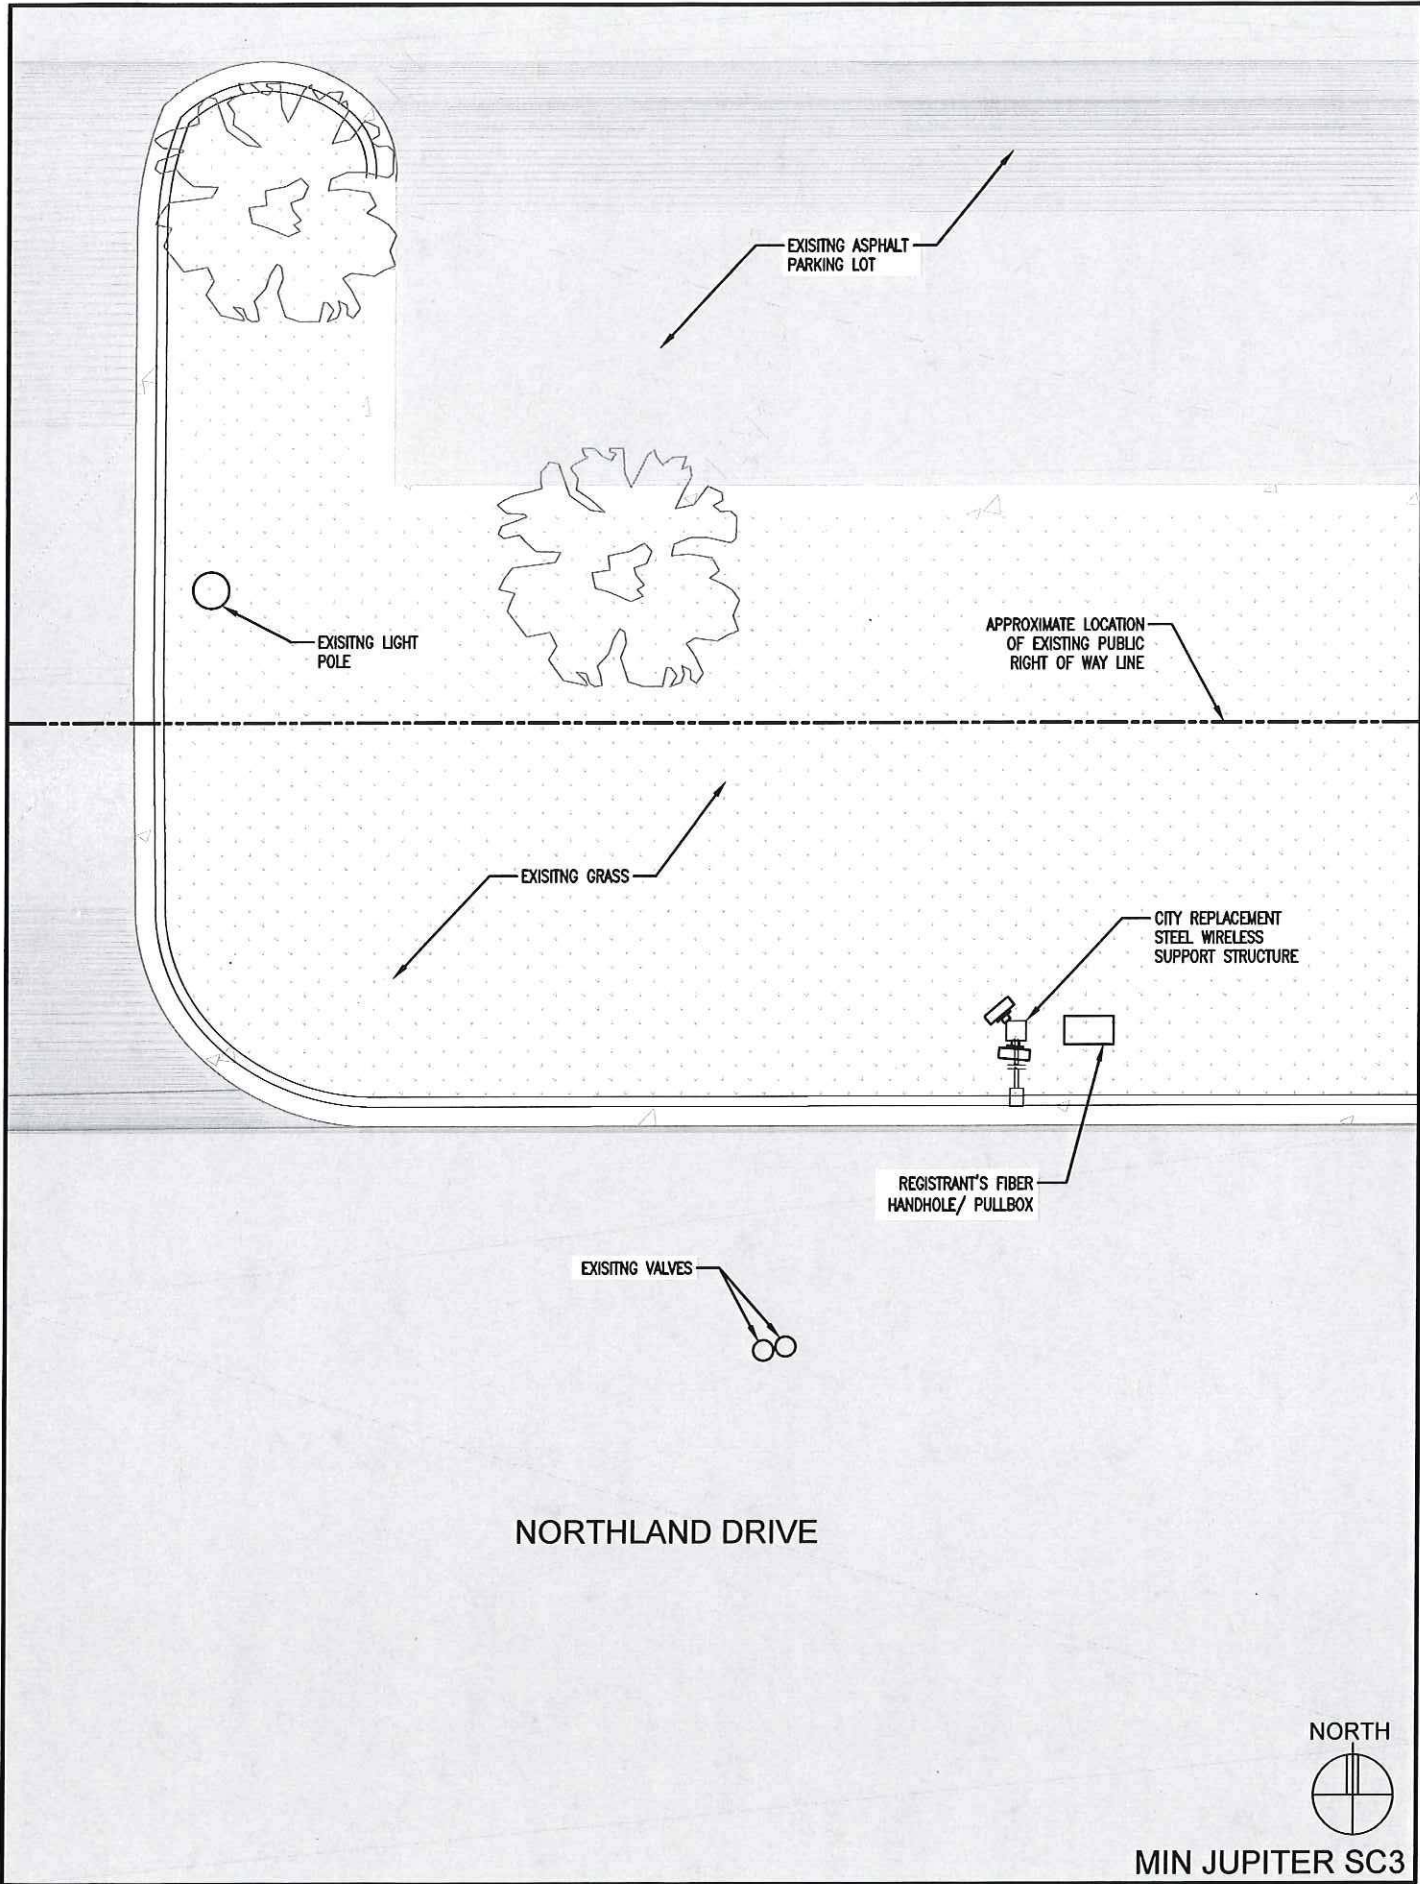 EXISITNG ASPHALT
PARKING LOT
EXISITNG LIGHT
POLE
APPROXIMATE LOCATION
OF EXISTING PUBLIC
RIGHT OF WAY LINE
EXISITNG GRASS
CITY REPLACEMENT
STEEL WIRELESS
SUPPORT STRUCTURE
REGISTRANT'S FIBER
HANDHOLE/ PULLBOX
EXISITNG VALVES
NORTHLAND DRIVE
NORTH
MIN JUPITER SC3